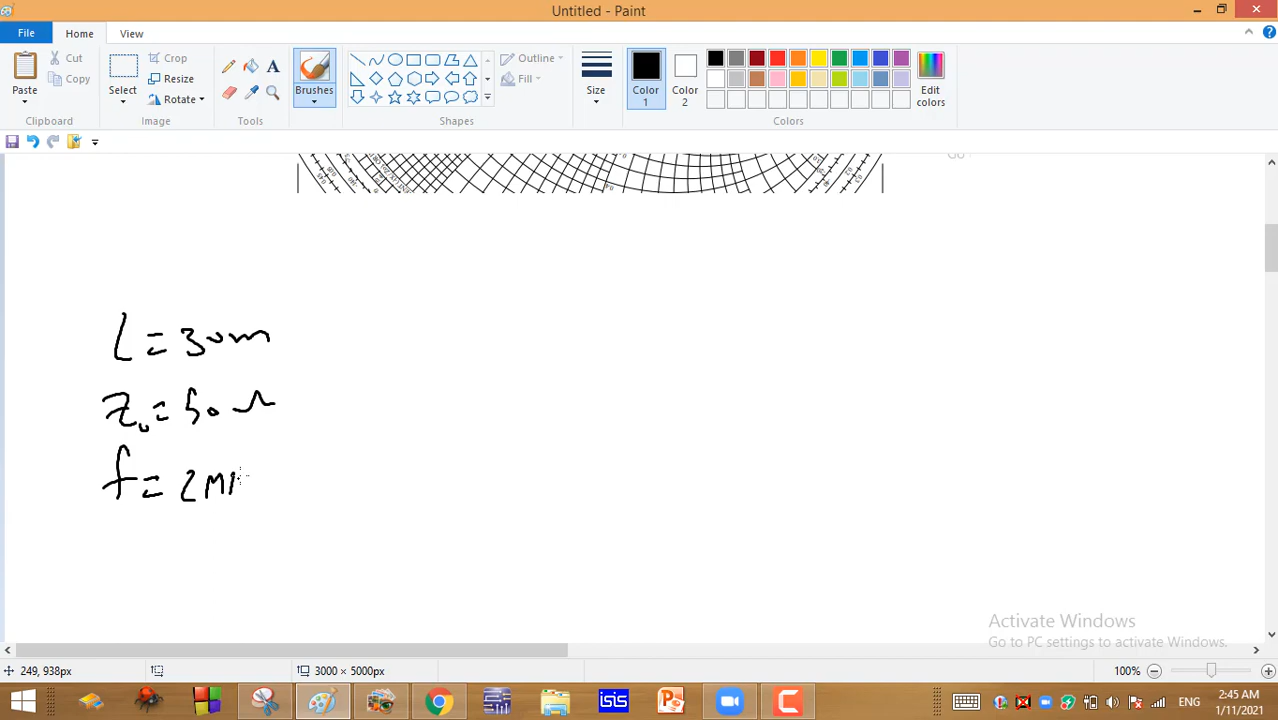 Untitled - Paint
File
Home
View
Paste
Cut
Copy
Clipboard
Select
Crop
Resize
Rotate
Image
A
Tools
Brushes
Outline
Fill
Shapes
Size
Color
1
Color
2
Edit
colors
Colors
l = 30m
Z₀ = 50 Ω
f = 2 M
Activate Windows
Go to PC settings to activate Windows.
249, 938px
3000 × 5000px
100%
isis
ENG
2:45 AM
1/11/2021